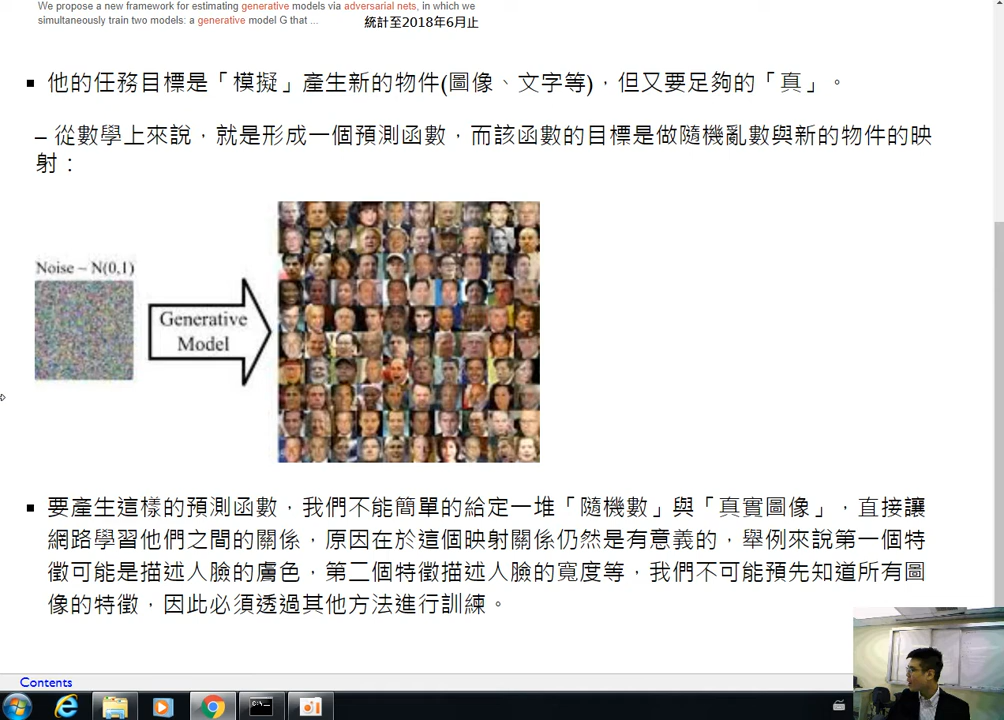 We propose a new framework for estimating generative models via adversarial nets, in which we
simultaneously train two models: a generative model G that ...
統計至2018年6月止
▪ 他的任務目標是「模擬」產生新的物件(圖像、文字等)，但又要足夠的「真」。
– 從數學上來說，就是形成一個預測函數，而該函數的目標是做隨機亂數與新的物件的映
射：
Noise ~ N(0,1)
Generative
Model
▪ 要產生這樣的預測函數，我們不能簡單的給定一堆「隨機數」與「真實圖像」，直接讓
網路學習他們之間的關係，原因在於這個映射關係仍然是有意義的，舉例來說第一個特
徵可能是描述人臉的膚色，第二個特徵描述人臉的寬度等，我們不可能預先知道所有圖
像的特徵，因此必須透過其他方法進行訓練。
Contents